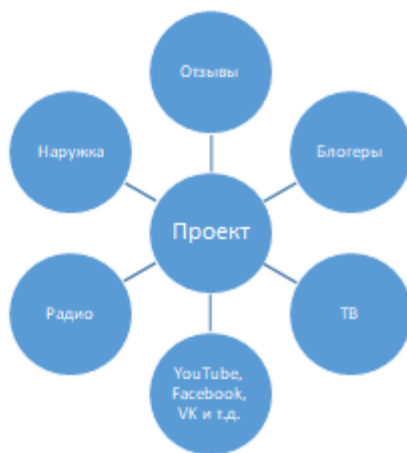 Отзывы
Наружка
Блогеры
Проект
Радио
ТВ
YouTube,
Facebook,
VK и т.д.